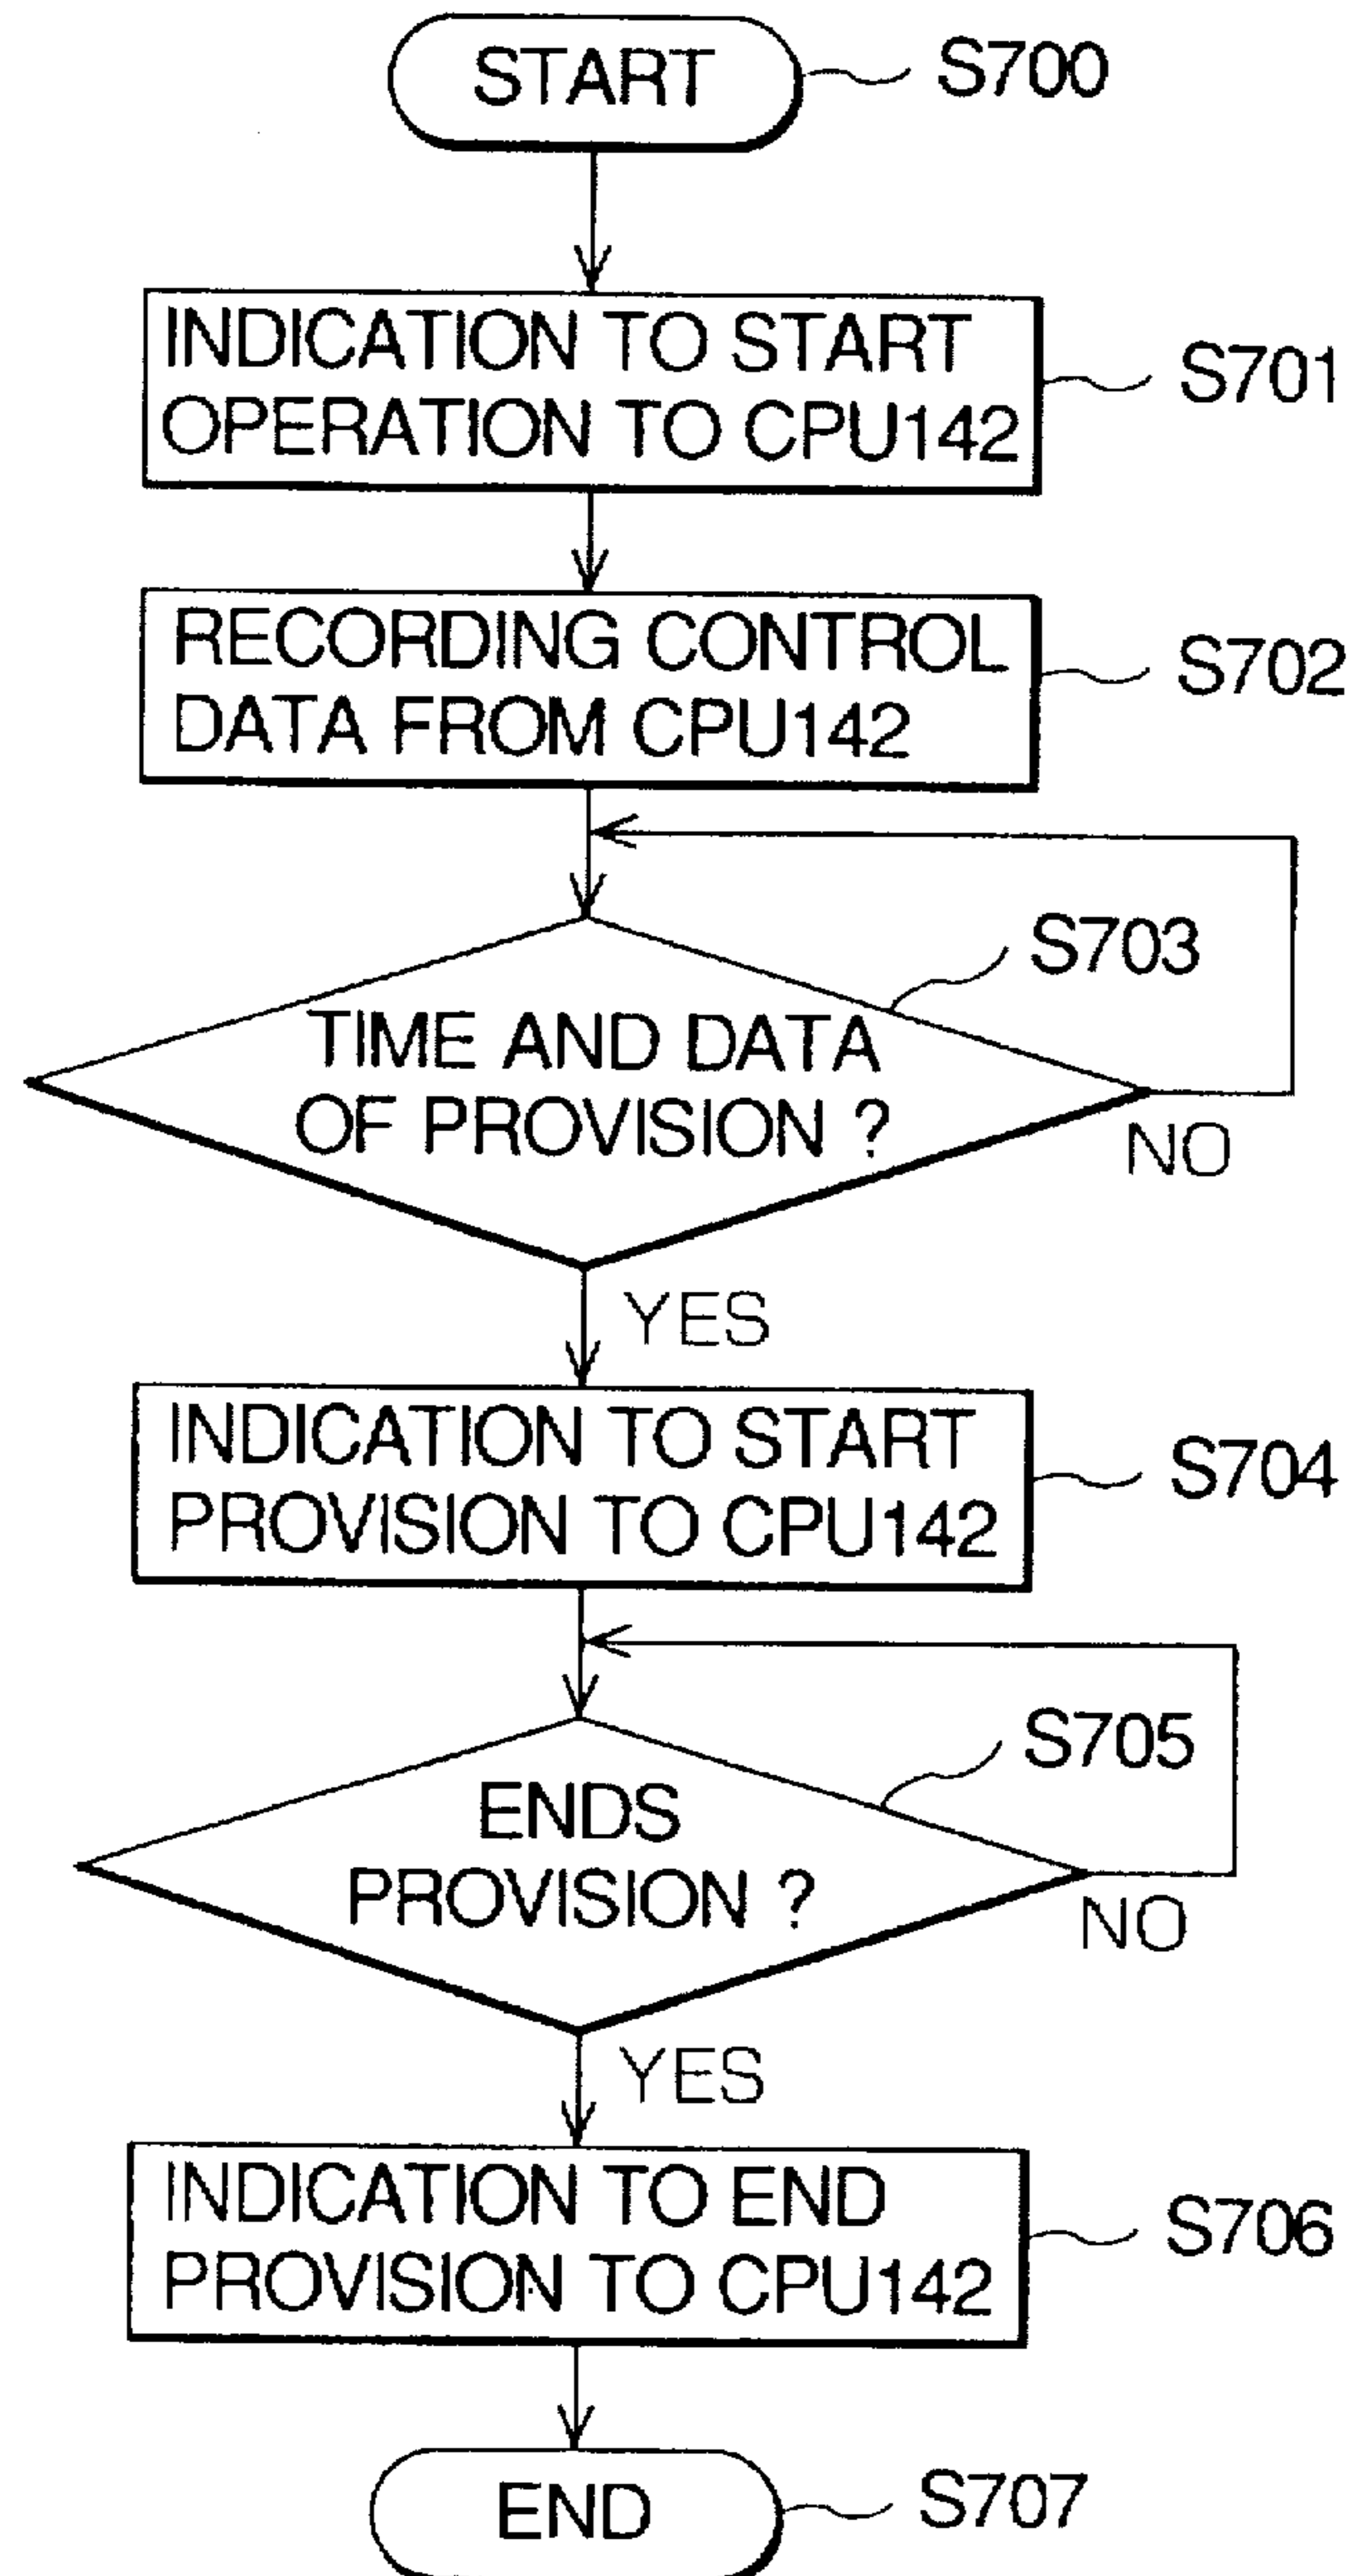 START
S700
INDICATION TO START
OPERATION TO CPU142
S701
RECORDING CONTROL
DATA FROM CPU142
S702
S703
TIME AND DATA
OF PROVISION ?
NO
YES
INDICATION TO START
PROVISION TO CPU142
S704
S705
ENDS
PROVISION ?
NO
YES
INDICATION TO END
PROVISION TO CPU142
S706
END
S707